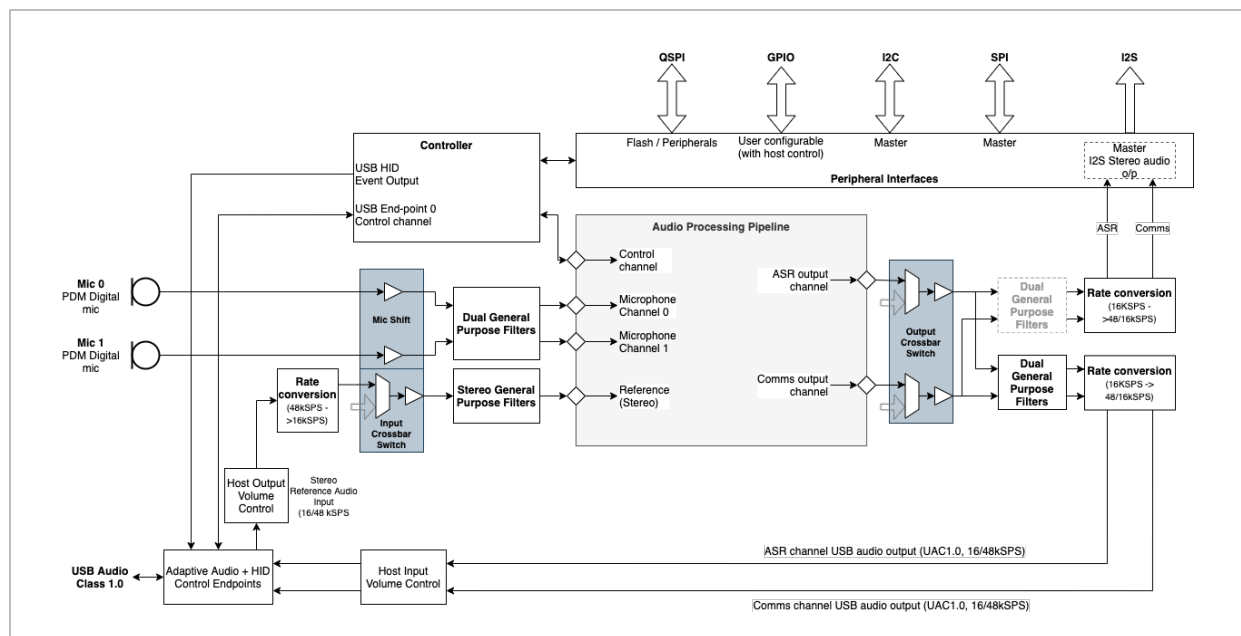 QSPI
GPIO
I2C
SPI
I2S
Flash / Peripherals
User configurable
(with host control)
Master
Master
Master
I2S Stereo audio
o/p
Peripheral Interfaces
Controller
USB HID
Event Output
USB End-point 0
Control channel
ASR
Comms
Audio Processing Pipeline
Control
channel
Mic 0
PDM Digital
mic
Mic Shift
Dual General
Purpose Filters
Microphone
Channel 0
Microphone
Channel 1
ASR output
channel
Output
Crossbar
Switch
Dual
General
Purpose
Filters
Rate conversion
(16KSPS -
>48/16kSPS)
Mic 1
PDM Digital
mic
Rate
conversion
(48kSPS -
>16kSPS)
Input
Crossbar
Switch
Stereo General
Purpose Filters
Reference
(Stereo)
Comms output
channel
Dual
General
Purpose
Filters
Rate conversion
(16KSPS ->
48/16kSPS)
Host Output
Volume
Control
Stereo
Reference Audio
Input
(16/48 kSPS
USB Audio
Class 1.0
Adaptive Audio + HID
Control Endpoints
Host Input
Volume Control
ASR channel USB audio output (UAC1.0, 16/48kSPS)
Comms channel USB audio output (UAC1.0, 16/48kSPS)